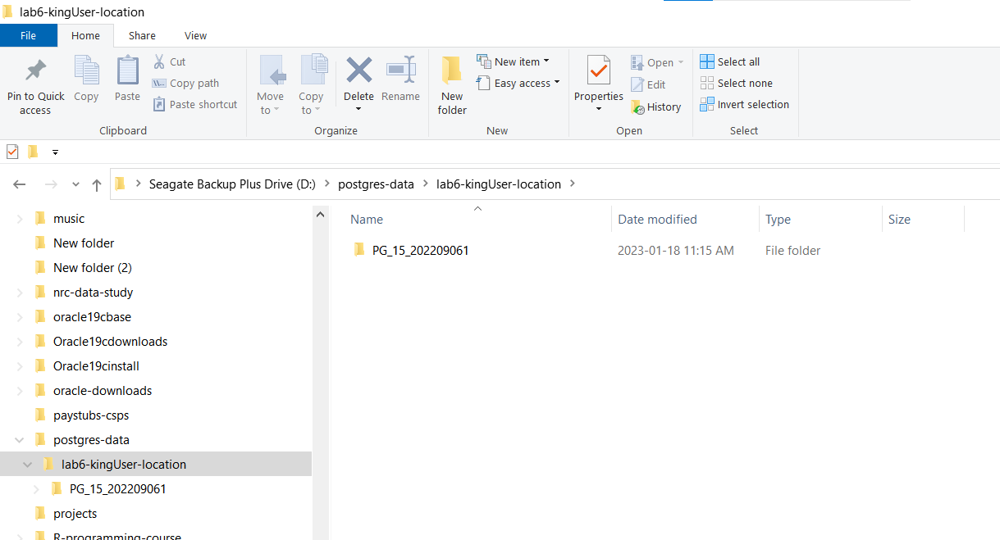 lab6-kingUser-location
File Home Share View
Pin to Quick access
Copy
Paste
Cut
Copy path
Paste shortcut
Clipboard
Move to
Copy to
Delete
Rename
Organize
New folder
New item
Easy access
New
Properties
Open
Edit
History
Open
Select all
Select none
Invert selection
Select
Seagate Backup Plus Drive (D:) > postgres-data > lab6-kingUser-location >
music
New folder
New folder (2)
nrc-data-study
oracle19cbase
Oracle19cdownloads
Oracle19cinstall
oracle-downloads
paystubs-csps
postgres-data
lab6-kingUser-location
PG_15_202209061
projects
R-programming-course
Name Date modified Type Size
PG_15_202209061 2023-01-18 11:15 AM File folder